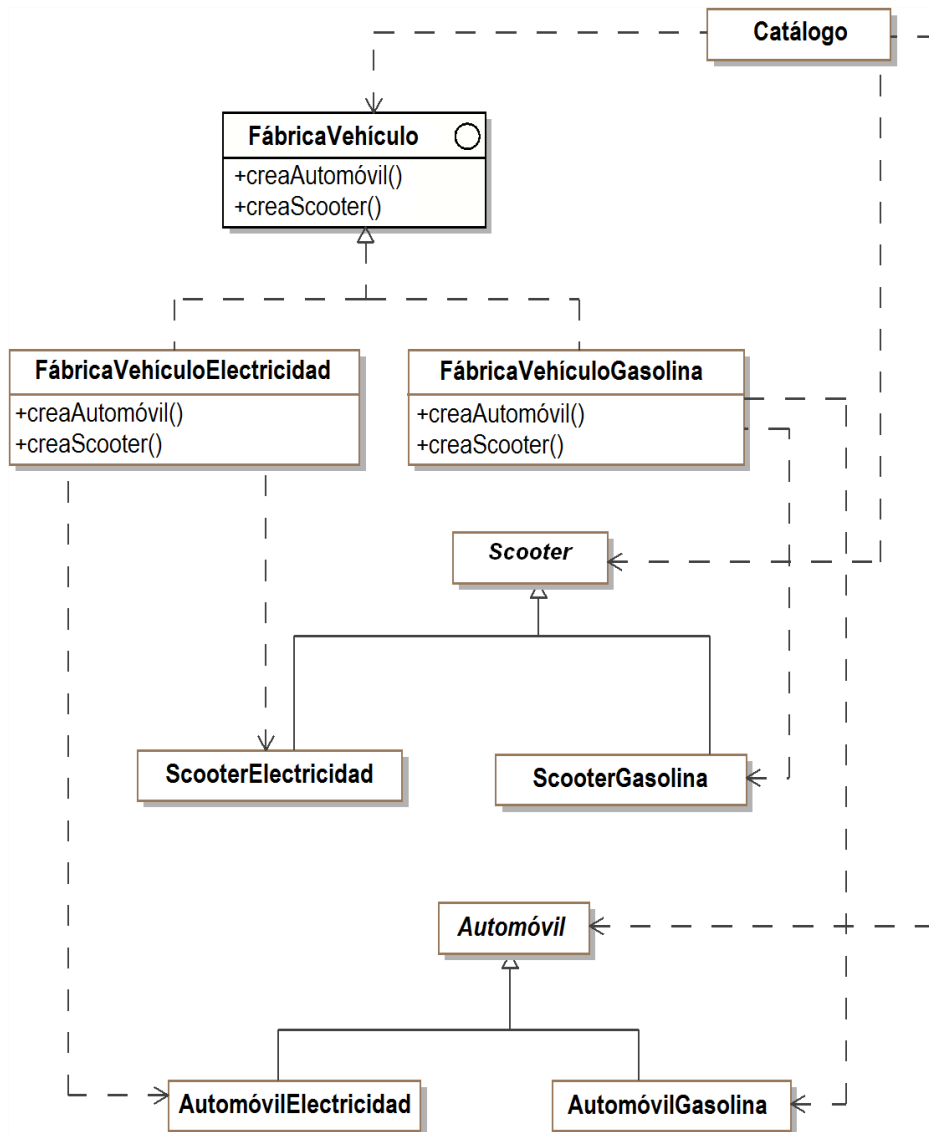 Catálogo
FábricaVehículo
+creaAutomóvil()
+creaScooter()
FábricaVehículoElectricidad
+creaAutomóvil()
+creaScooter()
FábricaVehículoGasolina
+creaAutomóvil()
+creaScooter()
Scooter
ScooterElectricidad
ScooterGasolina
Automóvil
AutomóvilElectricidad
AutomóvilGasolina